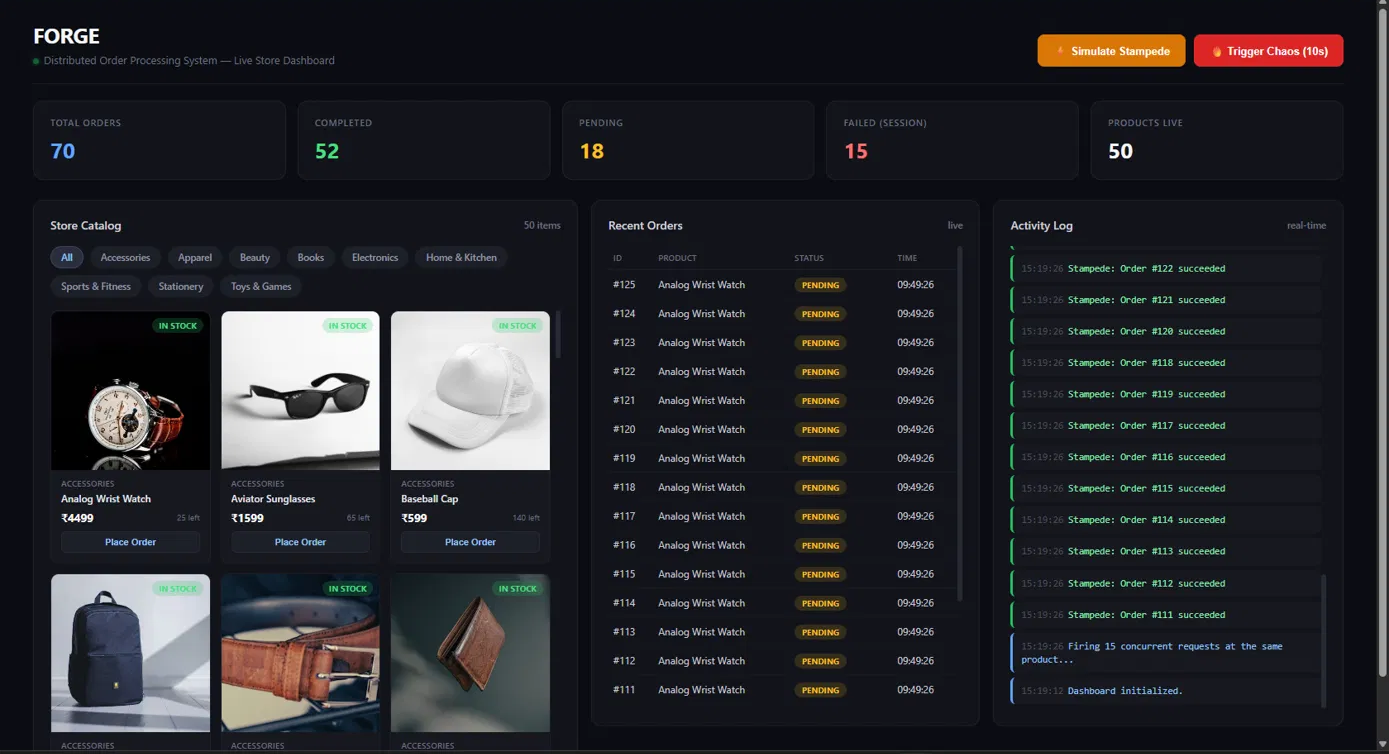 FORGE
Distributed Order Processing System — Live Store Dashboard
Simulate Stampede
Trigger Chaos (10s)
TOTAL ORDERS
70
COMPLETED
52
PENDING
18
FAILED (SESSION)
15
PRODUCTS LIVE
50
Store Catalog
50 items
All Accessories Apparel Beauty Books Electronics Home & Kitchen
Sports & Fitness Stationery Toys & Games
IN STOCK
ACCESSORIES
Analog Wrist Watch
₹4499 25 left
Place Order
IN STOCK
ACCESSORIES
Aviator Sunglasses
₹1599 65 left
Place Order
IN STOCK
ACCESSORIES
Baseball Cap
₹599 140 left
Place Order
IN STOCK
ACCESSORIES
IN STOCK
ACCESSORIES
IN STOCK
ACCESSORIES
Recent Orders
live
ID PRODUCT STATUS TIME
#125 Analog Wrist Watch PENDING 09:49:26
#124 Analog Wrist Watch PENDING 09:49:26
#123 Analog Wrist Watch PENDING 09:49:26
#122 Analog Wrist Watch PENDING 09:49:26
#121 Analog Wrist Watch PENDING 09:49:26
#120 Analog Wrist Watch PENDING 09:49:26
#119 Analog Wrist Watch PENDING 09:49:26
#118 Analog Wrist Watch PENDING 09:49:26
#117 Analog Wrist Watch PENDING 09:49:26
#116 Analog Wrist Watch PENDING 09:49:26
#115 Analog Wrist Watch PENDING 09:49:26
#114 Analog Wrist Watch PENDING 09:49:26
#113 Analog Wrist Watch PENDING 09:49:26
#112 Analog Wrist Watch PENDING 09:49:26
#111 Analog Wrist Watch PENDING 09:49:26
Activity Log
real-time
15:19:26 Stampede: Order #122 succeeded
15:19:26 Stampede: Order #121 succeeded
15:19:26 Stampede: Order #120 succeeded
15:19:26 Stampede: Order #118 succeeded
15:19:26 Stampede: Order #119 succeeded
15:19:26 Stampede: Order #117 succeeded
15:19:26 Stampede: Order #116 succeeded
15:19:26 Stampede: Order #115 succeeded
15:19:26 Stampede: Order #114 succeeded
15:19:26 Stampede: Order #113 succeeded
15:19:26 Stampede: Order #112 succeeded
15:19:26 Stampede: Order #111 succeeded
15:19:26 Firing 15 concurrent requests at the same
product...
15:19:12 Dashboard initialized.